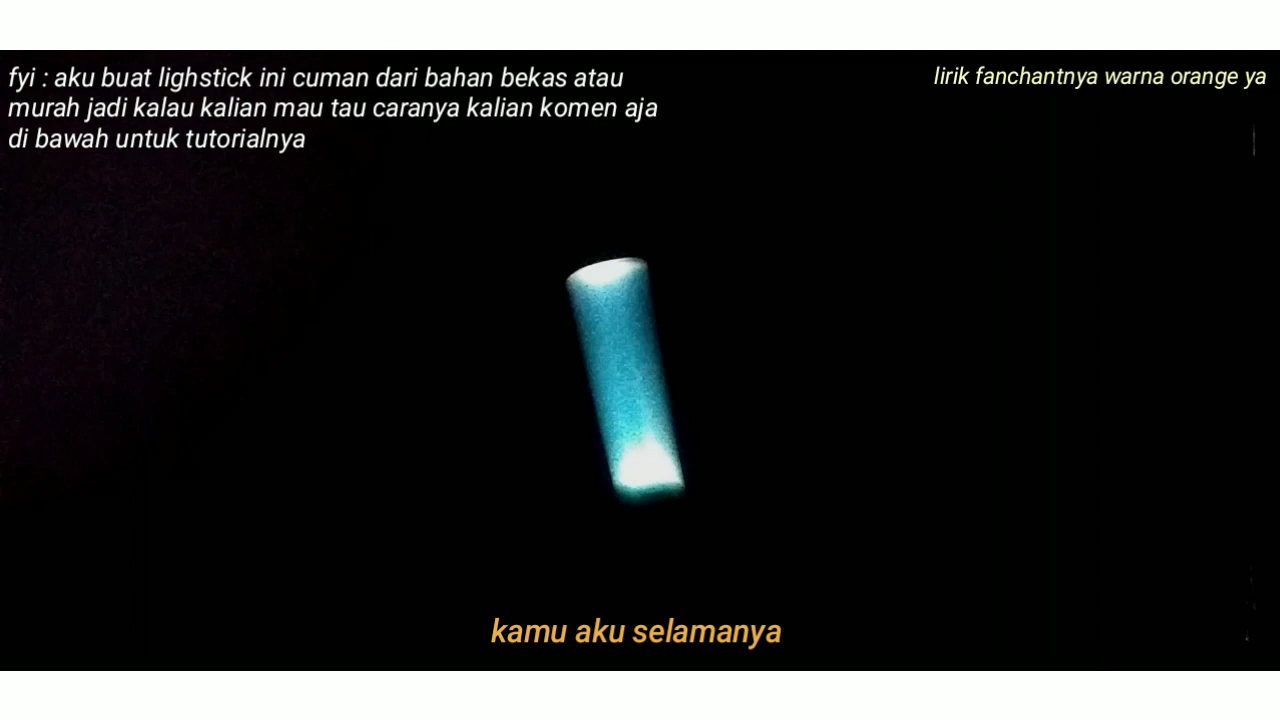 fyi : aku buat lighstick ini cuman dari bahan bekas atau
murah jadi kalau kalian mau tau caranya kalian komen aja
di bawah untuk tutorialnya
lirik fanchantnya warna orange ya
kamu aku selamanya